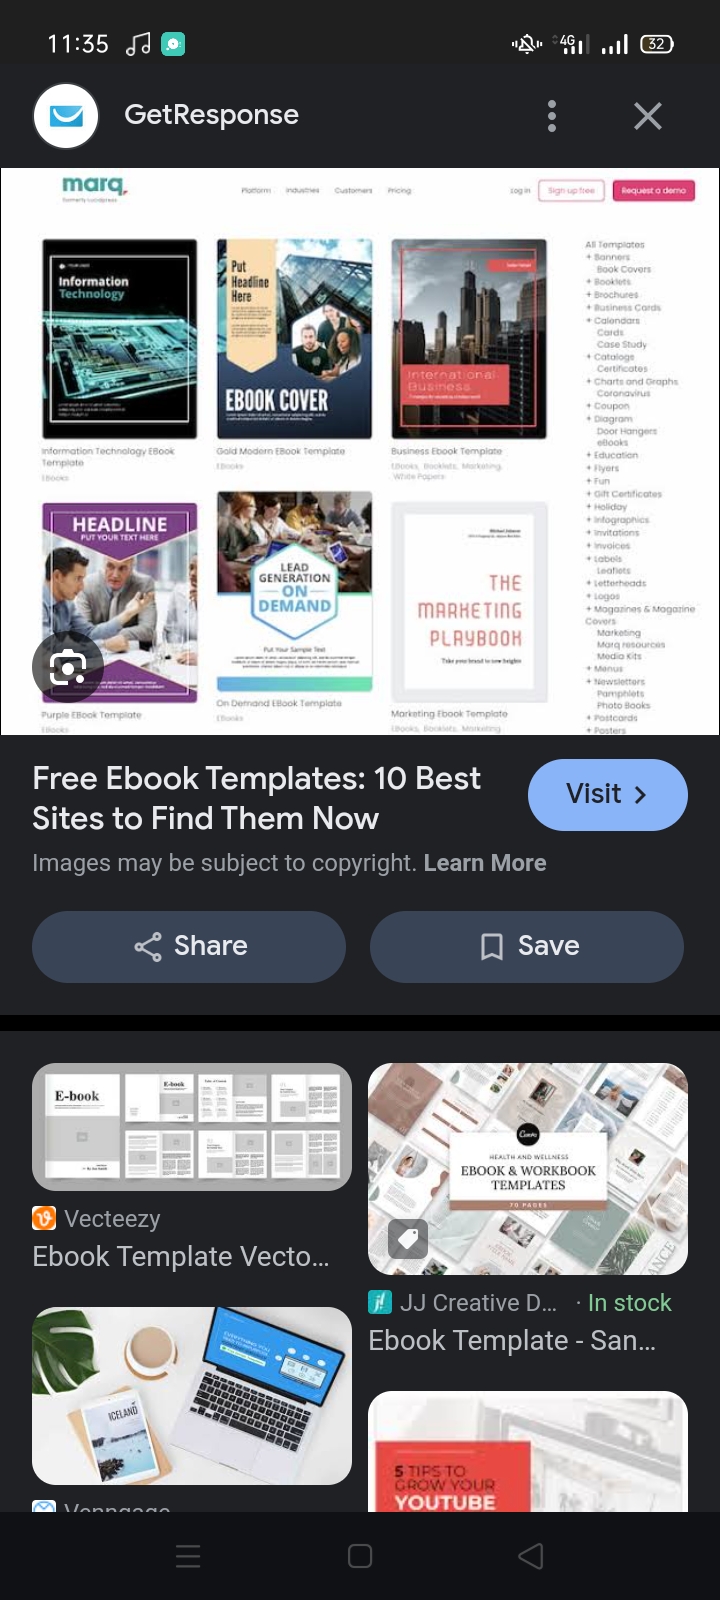 11:35
4G
32
GetResponse
marq
formerly Lucidpress
Platform Industries Customers Pricing
Log in Sign up free Request a demo
Information
Technology
Information Technology EBook
Template
EBooks
Put
Headline
Here
EBOOK COVER
Gold Modern EBook Template
EBooks
International
Business
Business Ebook Template
EBooks, Booklets, Marketing,
White Papers
HEADLINE
PUT YOUR TEXT HERE
Purple EBook Template
EBooks
LEAD
GENERATION
ON
DEMAND
Put Your Sample Text
On Demand EBook Template
EBooks
THE
MARKETING
PLAYBOOK
Take your brand to new heights
Marketing Ebook Template
EBooks, Booklets, Marketing
All Templates
+ Banners
Book Covers
+ Booklets
+ Brochures
+ Business Cards
+ Calendars
Cards
Case Study
+ Catalogs
Certificates
+ Charts and Graphs
Coronavirus
+ Coupon
+ Diagram
Door Hangers
eBooks
+ Education
+ Flyers
+ Fun
+ Gift Certificates
+ Holiday
+ Infographics
+ Invitations
+ Invoices
+ Labels
Leaflets
+ Letterheads
+ Logos
+ Magazines & Magazine
Covers
Marketing
Marq resources
Media Kits
+ Menus
+ Newsletters
Pamphlets
Photo Books
+ Postcards
+ Posters
Free Ebook Templates: 10 Best
Sites to Find Them Now
Visit
Images may be subject to copyright. Learn More
Share
Save
E-book
E-book
Vecteezy
Ebook Template Vecto...
Canva
HEALTH AND WELLNESS
EBOOK & WORKBOOK
TEMPLATES
70 PAGES
JJ Creative D... · In stock
Ebook Template - San...
ICELAND
Venngage
5 TIPS TO
GROW YOUR
YOUTUBE